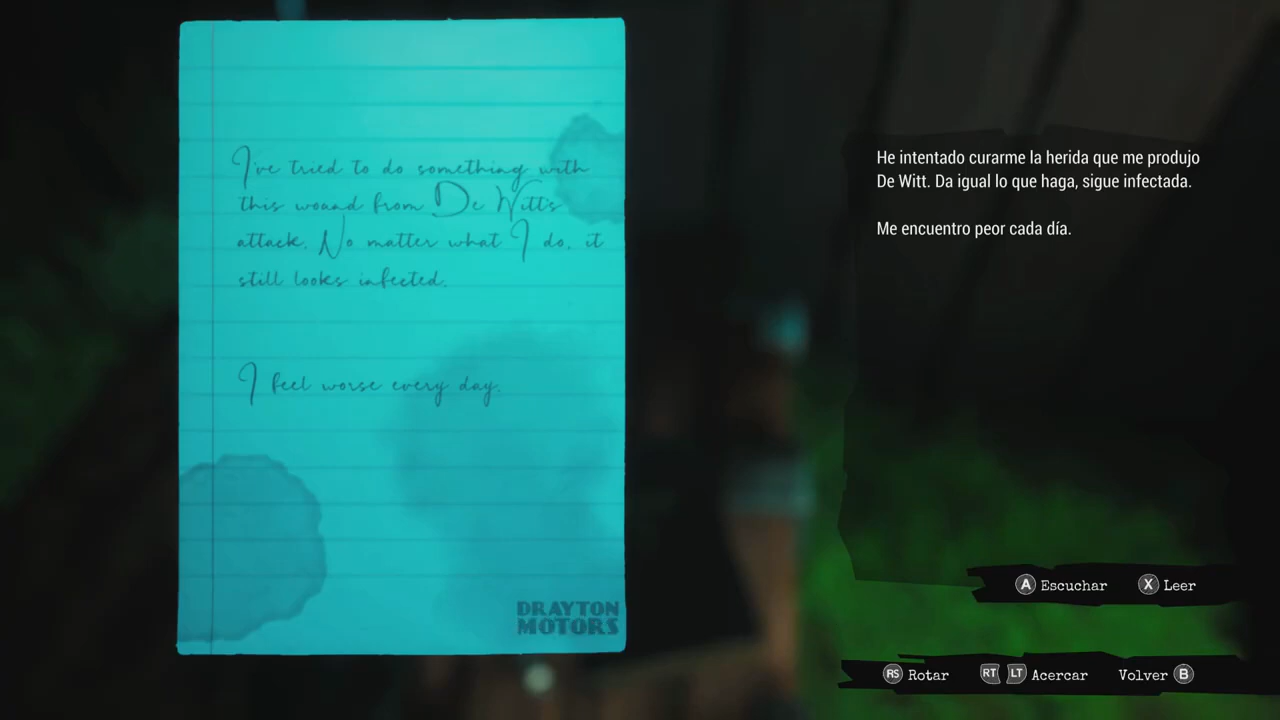 I've tried to do something with
this wound from De Witt's
attack. No matter what I do, it
still looks infected.
I feel worse every day.
DRAYTON
MOTORS
He intentado curarme la herida que me produjo
De Witt. Da igual lo que haga, sigue infectada.
Me encuentro peor cada día.
A Escuchar X Leer
RS Rotar RT LT Acercar Volver B